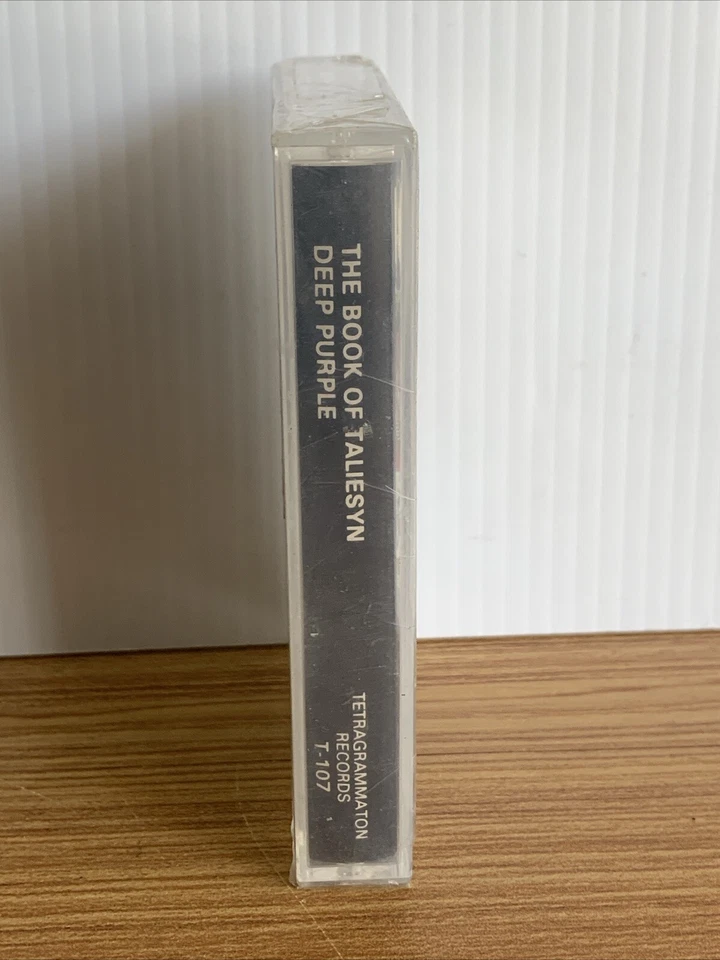 THE BOOK OF TALIESYN
DEEP PURPLE
TETRAGRAMMATON
RECORDS
T-107